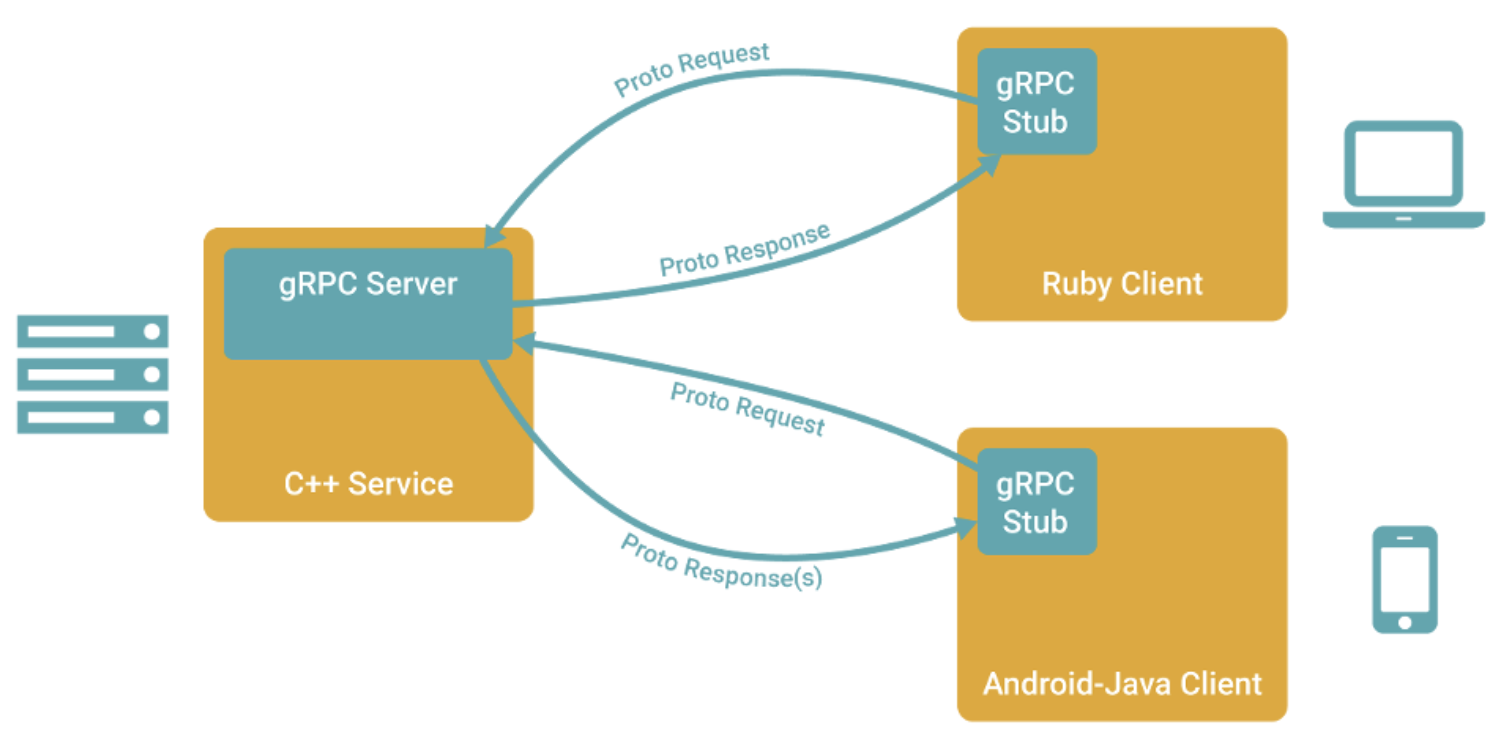 Proto Request
gRPC
Stub
Proto Response
Ruby Client
gRPC Server
C++ Service
Proto Request
gRPC
Stub
Proto Response(s)
Android-Java Client